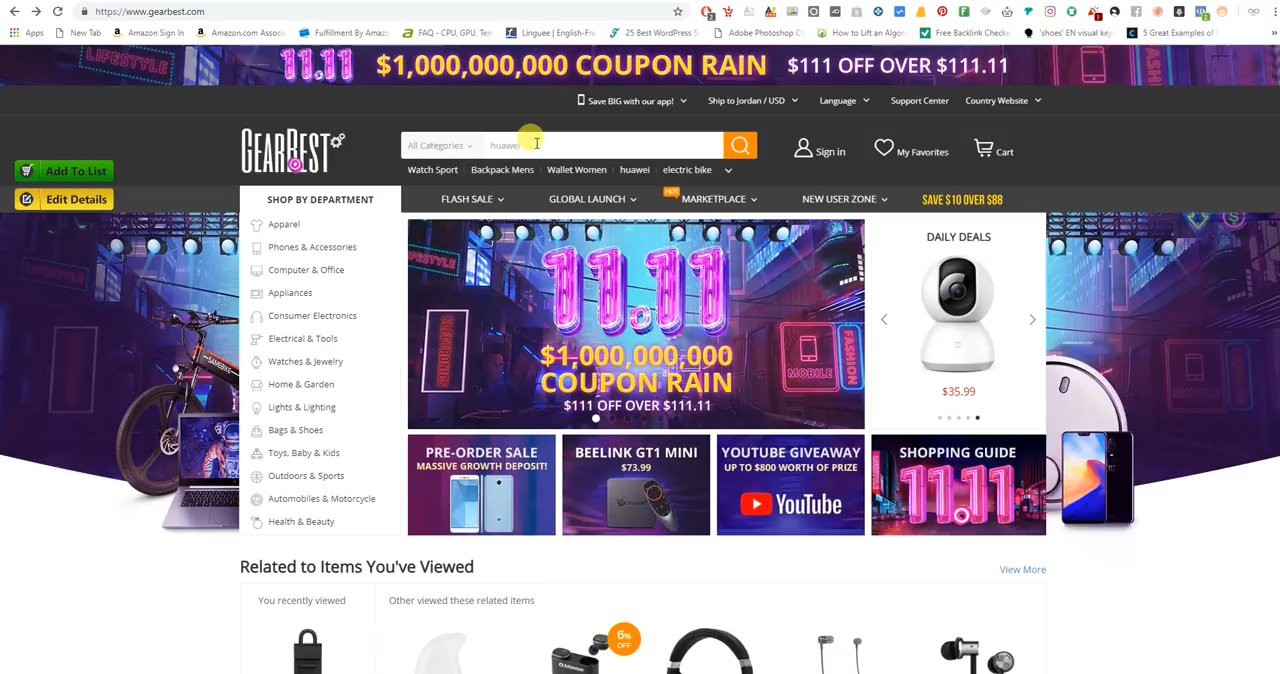 https://www.gearbest.com
Apps
New Tab
Amazon Sign In
Amazon.com Associ
Fulfillment By Amazo
FAQ - CPU, GPU, Tem
Linguee | English-Fre
25 Best WordPress S
Adobe Photoshop C
How to Lift an Algor
Free Backlink Checke
'shoes' EN visual key
5 Great Examples of
11.11 $1,000,000,000 COUPON RAIN $111 OFF OVER $111.11
Save BIG with our app!
Ship to Jordan / USD
Language
Support Center
Country Website
GEARBEST
All Categories
huawei
Sign in
My Favorites
Cart
Watch Sport
Backpack Mens
Wallet Women
huawei
electric bike
Add To List
Edit Details
SHOP BY DEPARTMENT
FLASH SALE
GLOBAL LAUNCH
HOT
MARKETPLACE
NEW USER ZONE
SAVE $10 OVER $88
Apparel
Phones & Accessories
Computer & Office
Appliances
Consumer Electronics
Electrical & Tools
Watches & Jewelry
Home & Garden
Lights & Lighting
Bags & Shoes
Toys, Baby & Kids
Outdoors & Sports
Automobiles & Motorcycle
Health & Beauty
LIFESTYLE
ELECTRONICS
11.11
$1,000,000,000
COUPON RAIN
$111 OFF OVER $111.11
MOBILE
FASHION
DAILY DEALS
$35.99
PRE-ORDER SALE
MASSIVE GROWTH DEPOSIT!
BEELINK GT1 MINI
$73.99
YOUTUBE GIVEAWAY
UP TO $800 WORTH OF PRIZE
YouTube
SHOPPING GUIDE
11.11
Related to Items You've Viewed
View More
You recently viewed
Other viewed these related items
6%
OFF